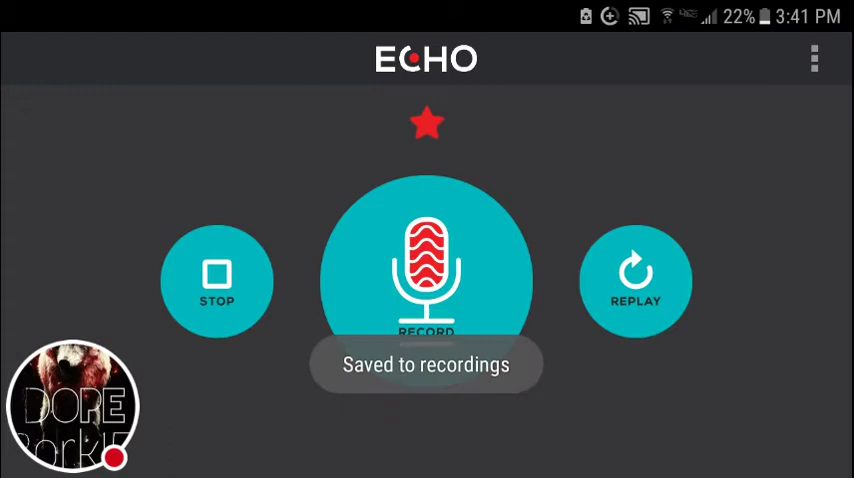 22% 3:41 PM
ECHO
STOP
RECORD
REPLAY
Saved to recordings
DOPE